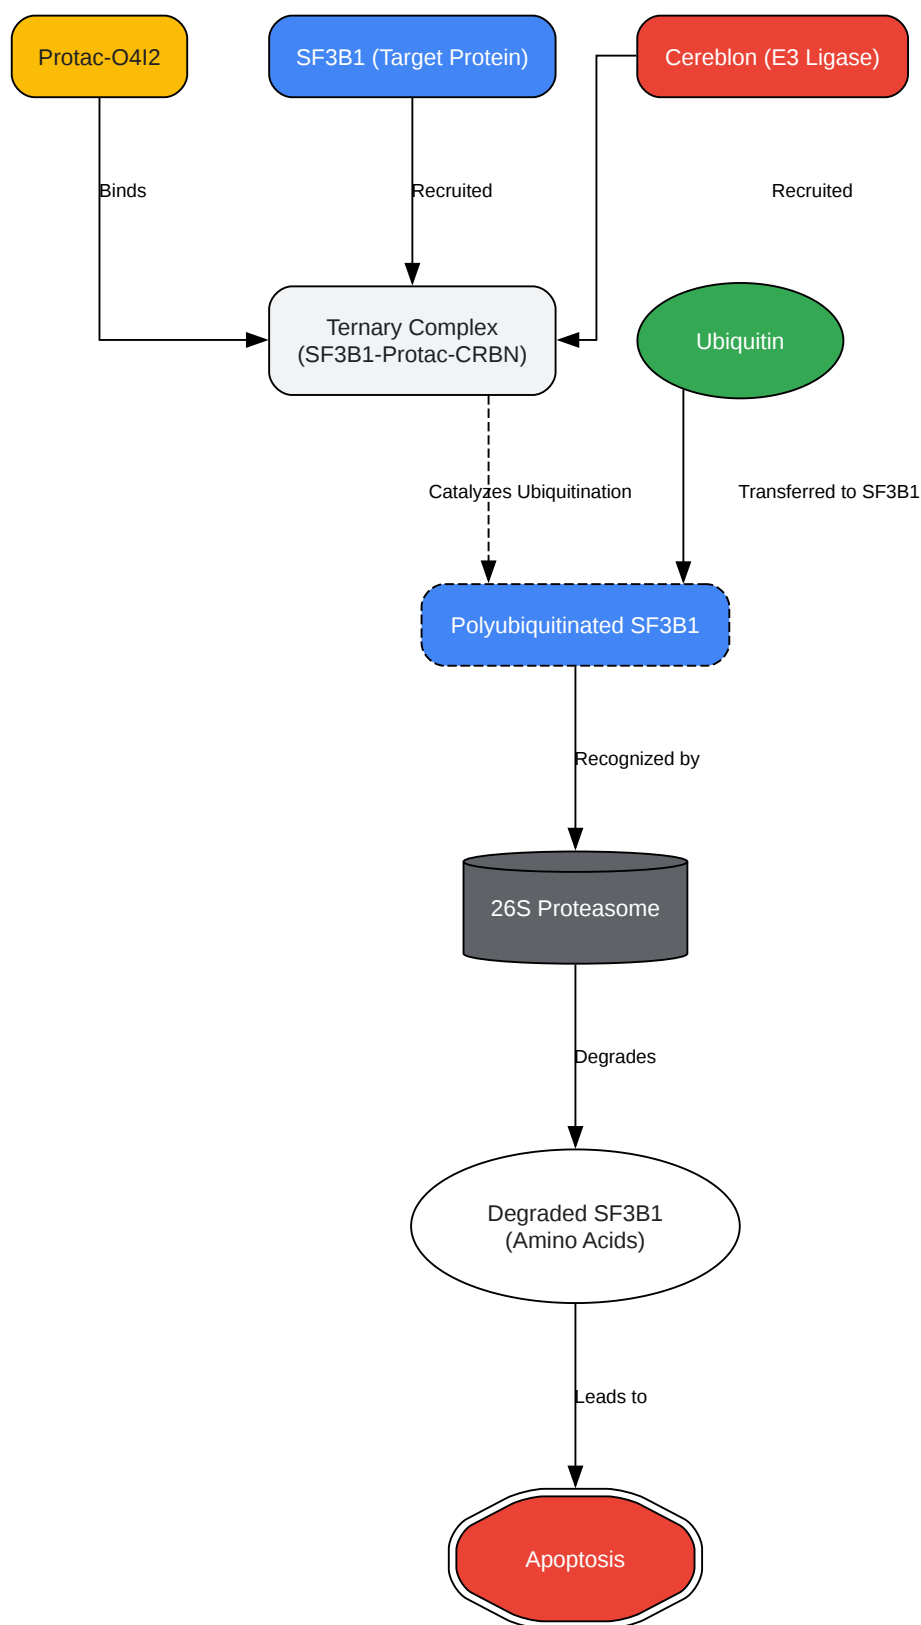 Protac-O4I2
SF3B1 (Target Protein)
Cereblon (E3 Ligase)
Binds
Recruited
Recruited
Ternary Complex
(SF3B1-Protac-CRBN)
Ubiquitin
Catalyzes Ubiquitination
Transferred to SF3B1
Polyubiquitinated SF3B1
Recognized by
26S Proteasome
Degrades
Degraded SF3B1
(Amino Acids)
Leads to
Apoptosis